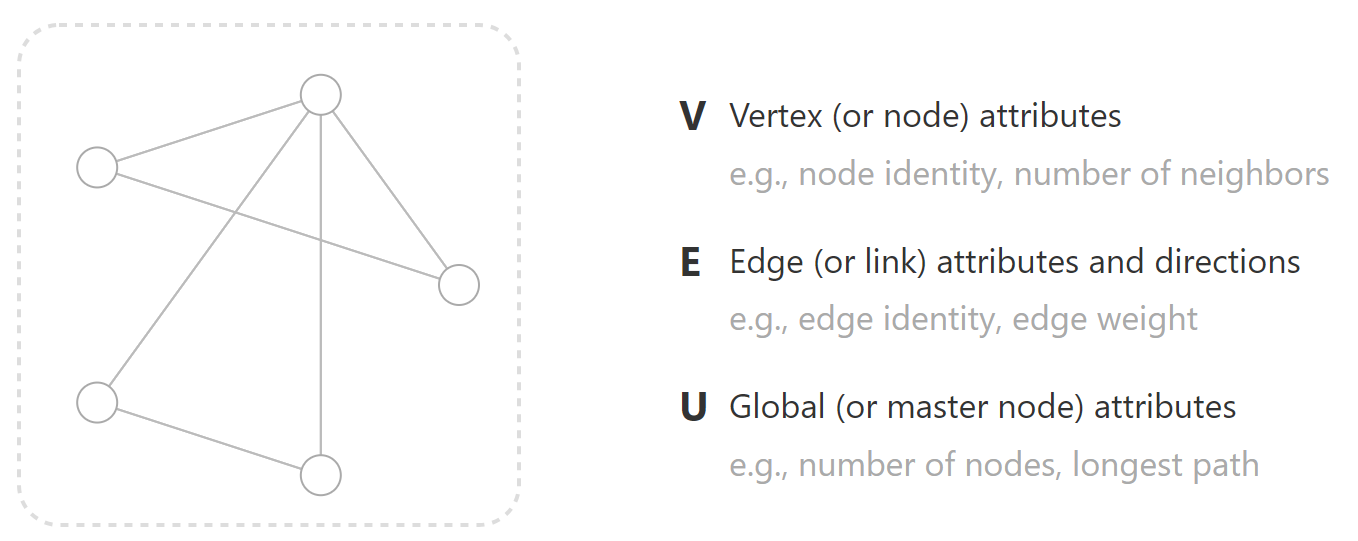 V Vertex (or node) attributes
e.g., node identity, number of neighbors
E Edge (or link) attributes and directions
e.g., edge identity, edge weight
U Global (or master node) attributes
e.g., number of nodes, longest path